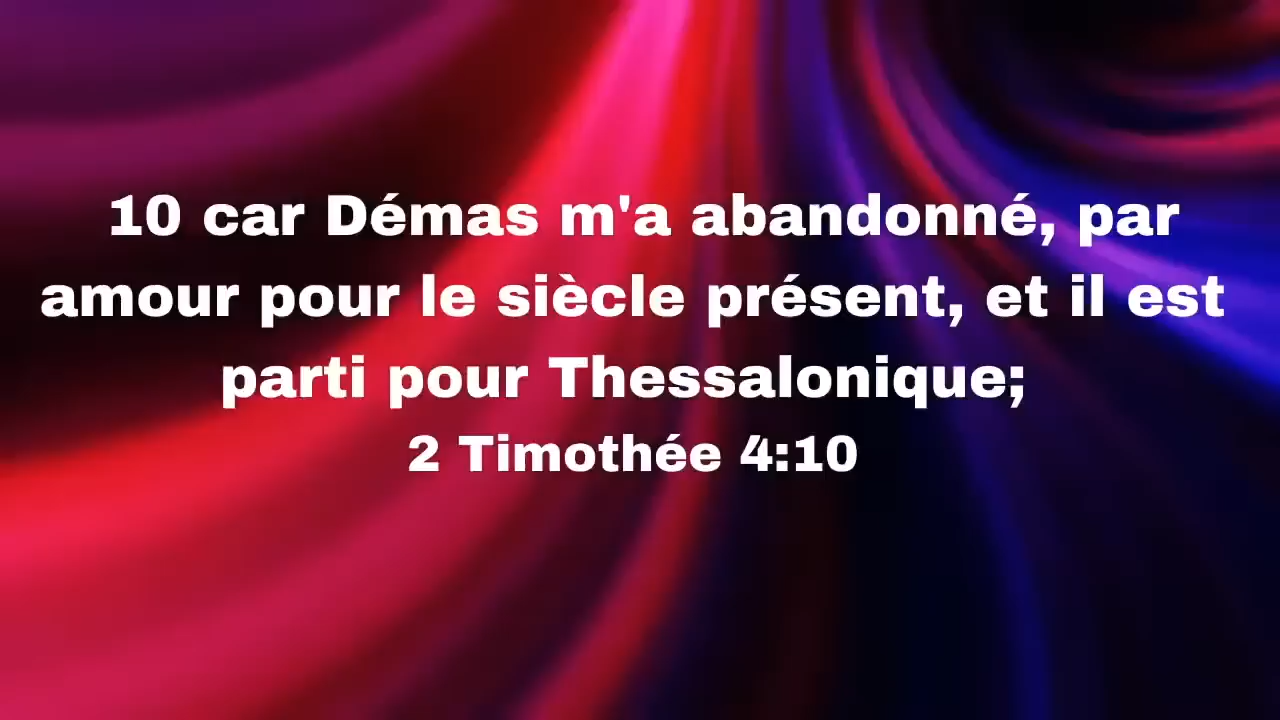 10 car Démas m'a abandonné, par
amour pour le siècle présent, et il est
parti pour Thessalonique;
2 Timothée 4:10